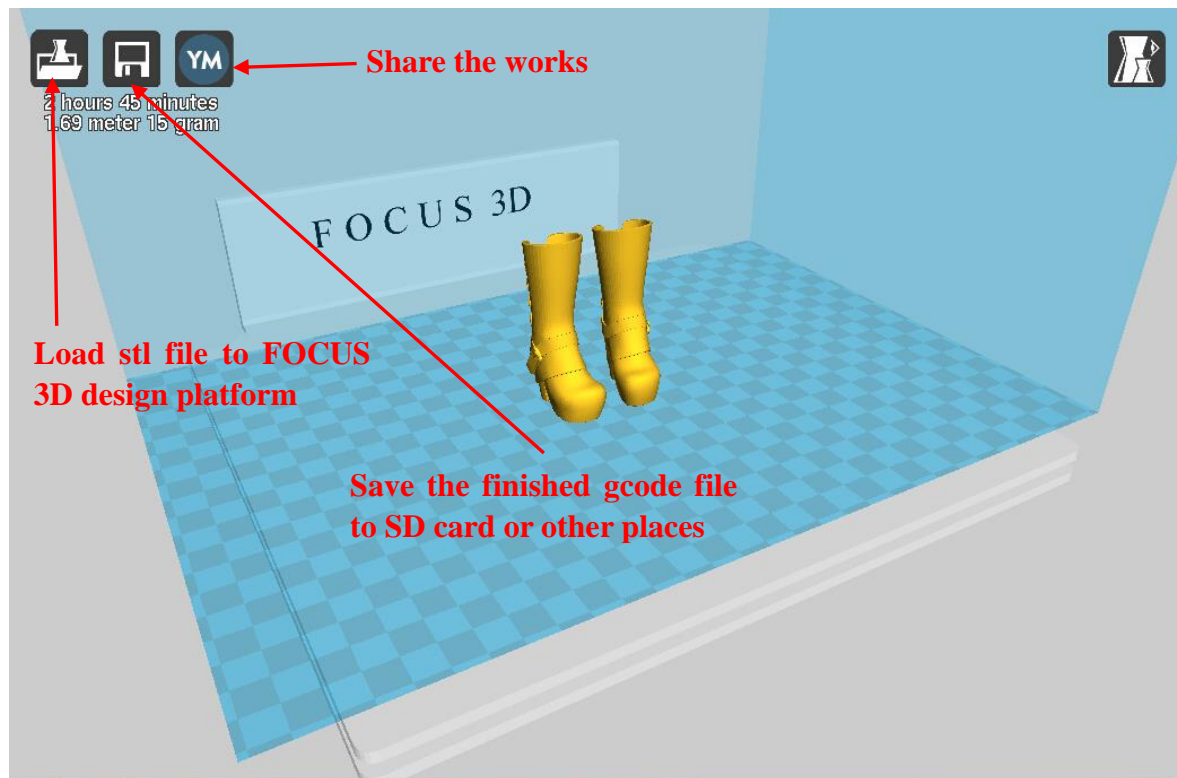 YM
Share the works
2 hours 45 minutes
1.69 meter 15 gram
FOCUS 3D
Load stl file to FOCUS
3D design platform
Save the finished gcode file
to SD card or other places